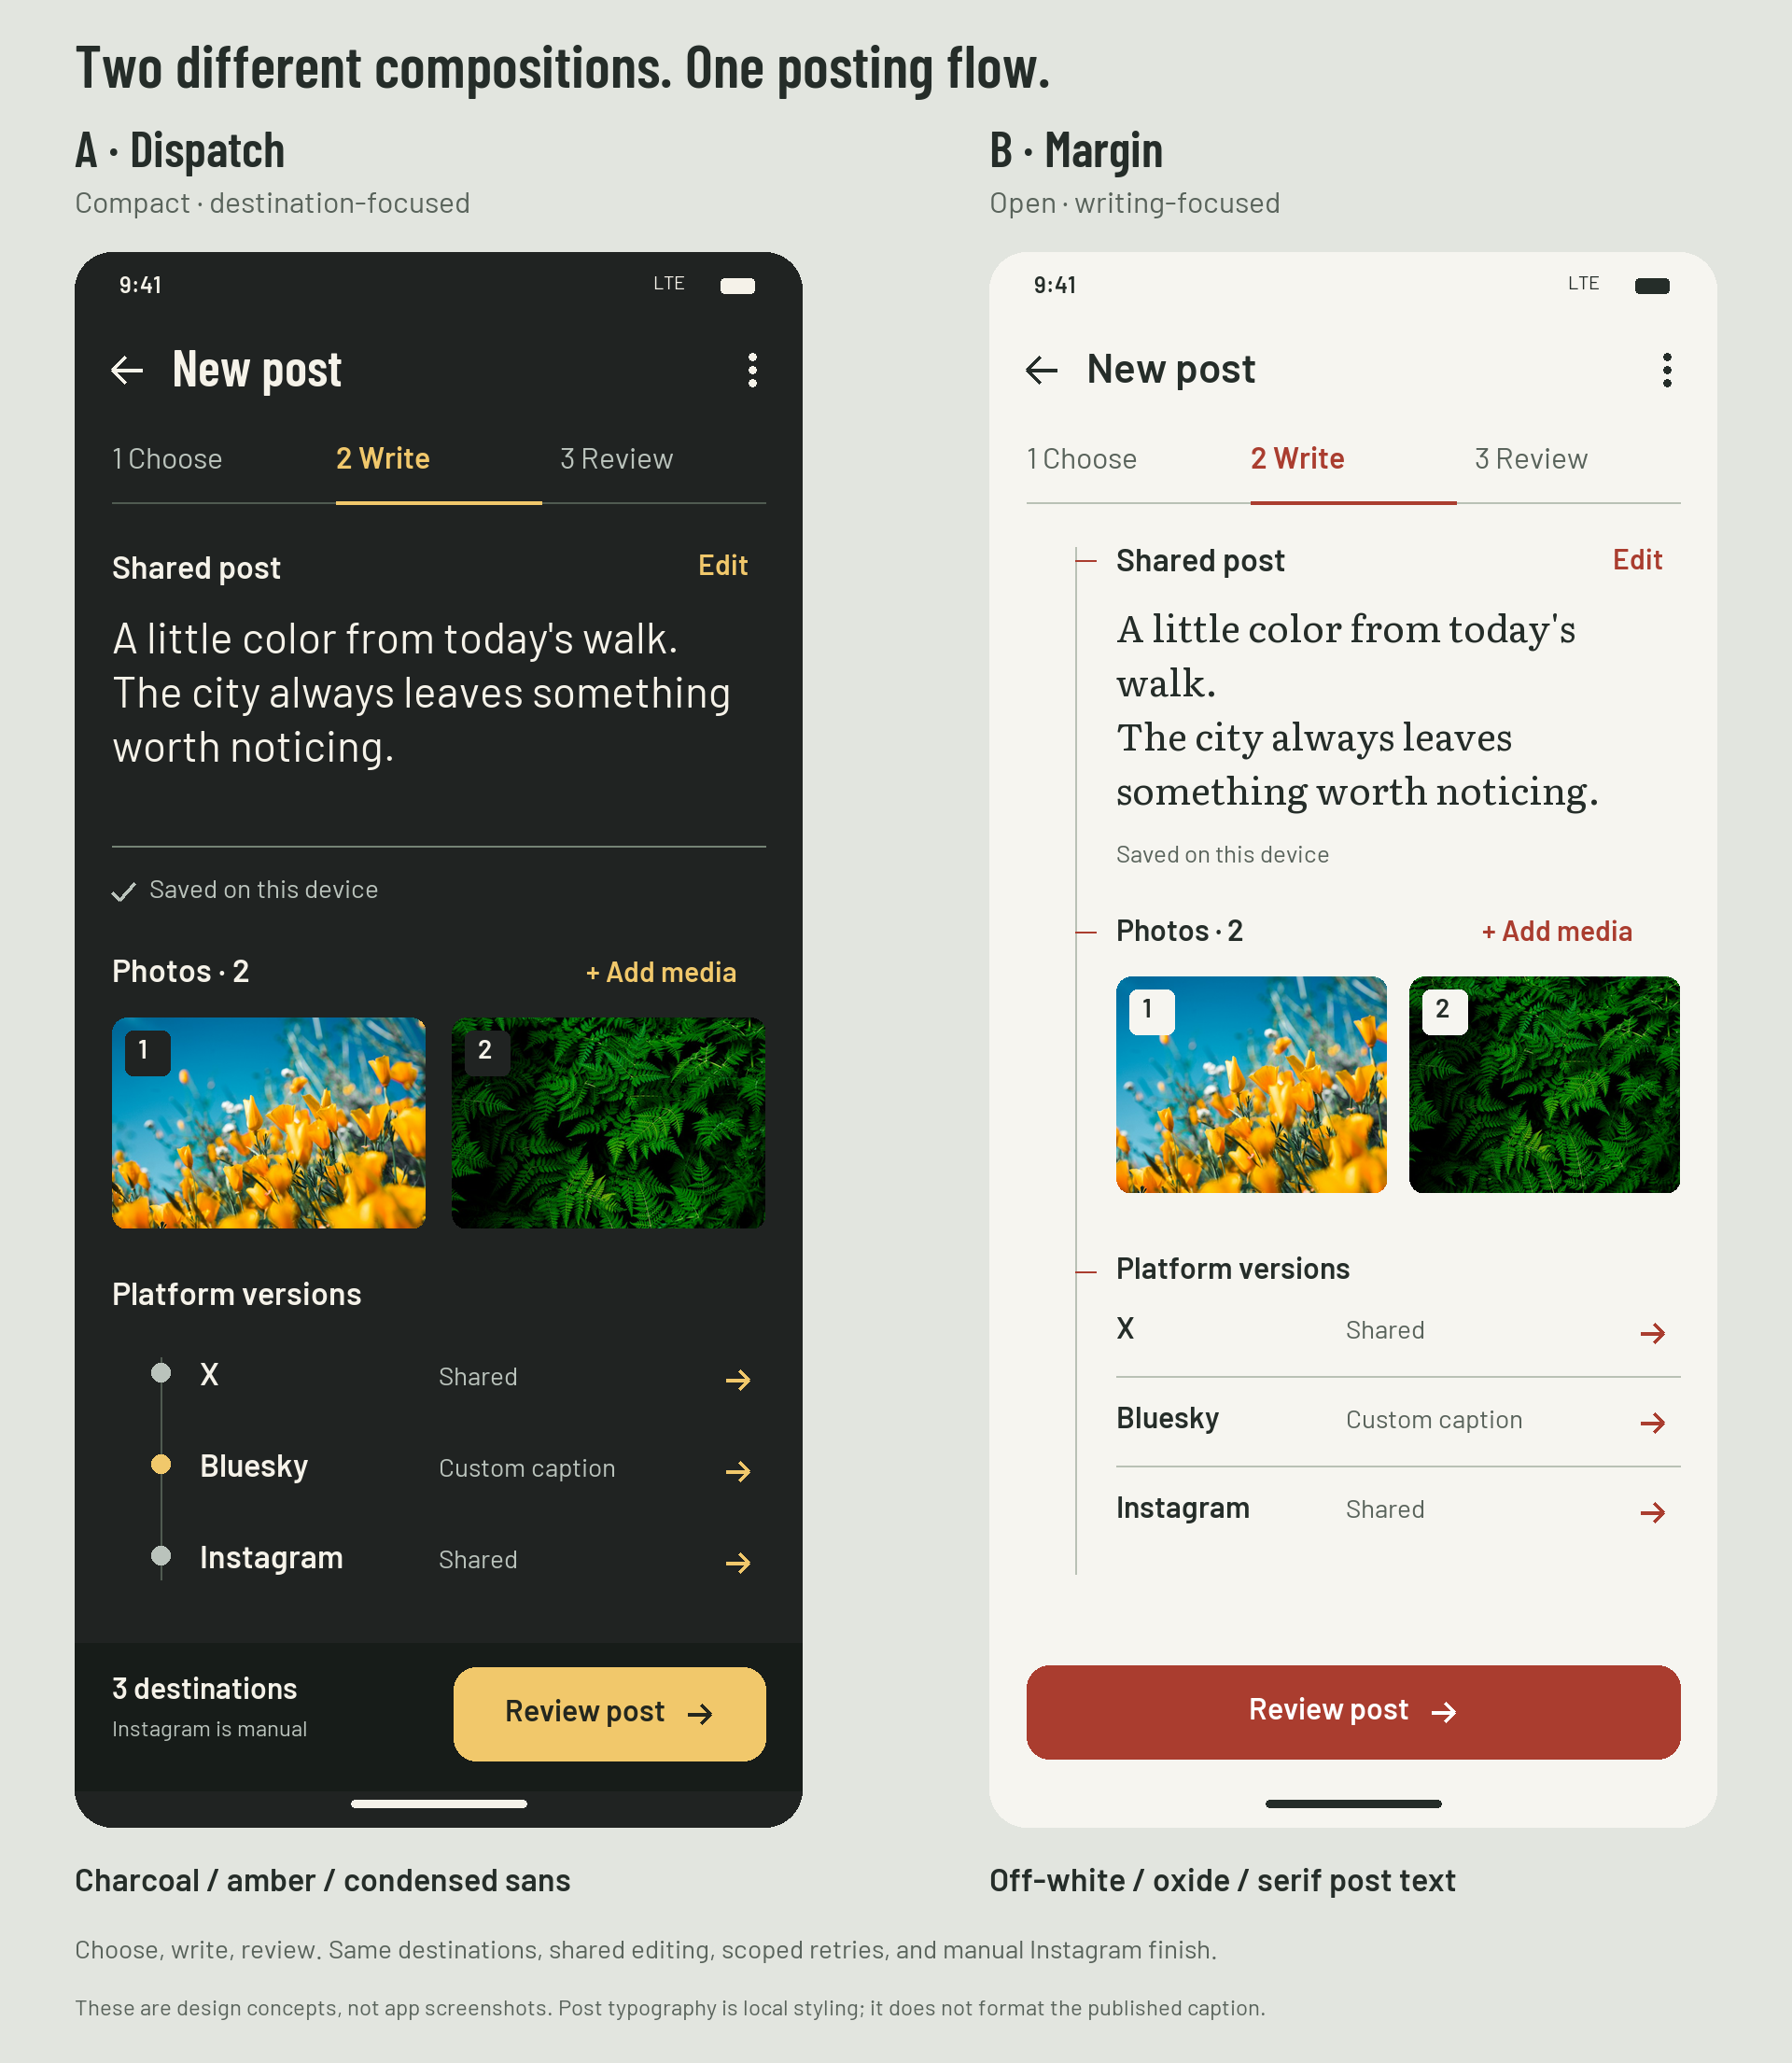 Two different compositions. One posting flow.
A · Dispatch
Compact · destination-focused
9:41
LTE
New post
1 Choose
2 Write
3 Review
Shared post
Edit
A little color from today's walk.
The city always leaves something
worth noticing.
Saved on this device
Photos · 2
+ Add media
1
2
Platform versions
X
Shared
Bluesky
Custom caption
Instagram
Shared
3 destinations
Instagram is manual
Review post
Charcoal / amber / condensed sans
B · Margin
Open · writing-focused
9:41
LTE
New post
1 Choose
2 Write
3 Review
Shared post
Edit
A little color from today's
walk.
The city always leaves
something worth noticing.
Saved on this device
Photos · 2
+ Add media
1
2
Platform versions
X
Shared
Bluesky
Custom caption
Instagram
Shared
Review post
Off-white / oxide / serif post text
Choose, write, review. Same destinations, shared editing, scoped retries, and manual Instagram finish.
These are design concepts, not app screenshots. Post typography is local styling; it does not format the published caption.